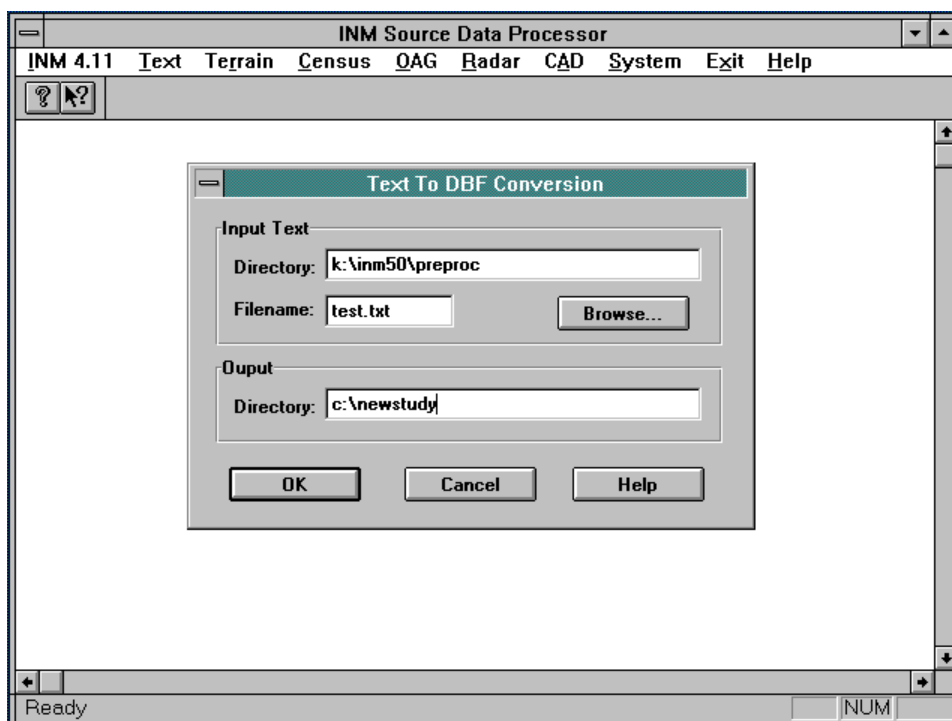 INM Source Data Processor
INM 4.11 Text Terrain Census OAG Radar CAD System Exit Help
? ?
Text To DBF Conversion
Input Text
Directory: k:\inm50\preproc
Filename: test.txt Browse...
Ouput
Directory: c:\newstudy
OK Cancel Help
Ready NUM